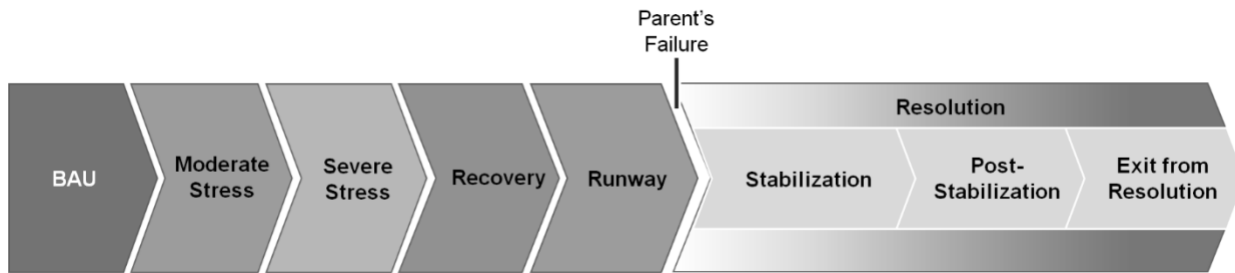 Parent's
Failure
BAU
Moderate
Stress
Severe
Stress
Recovery
Runway
Resolution
Stabilization
Post-
Stabilization
Exit from
Resolution